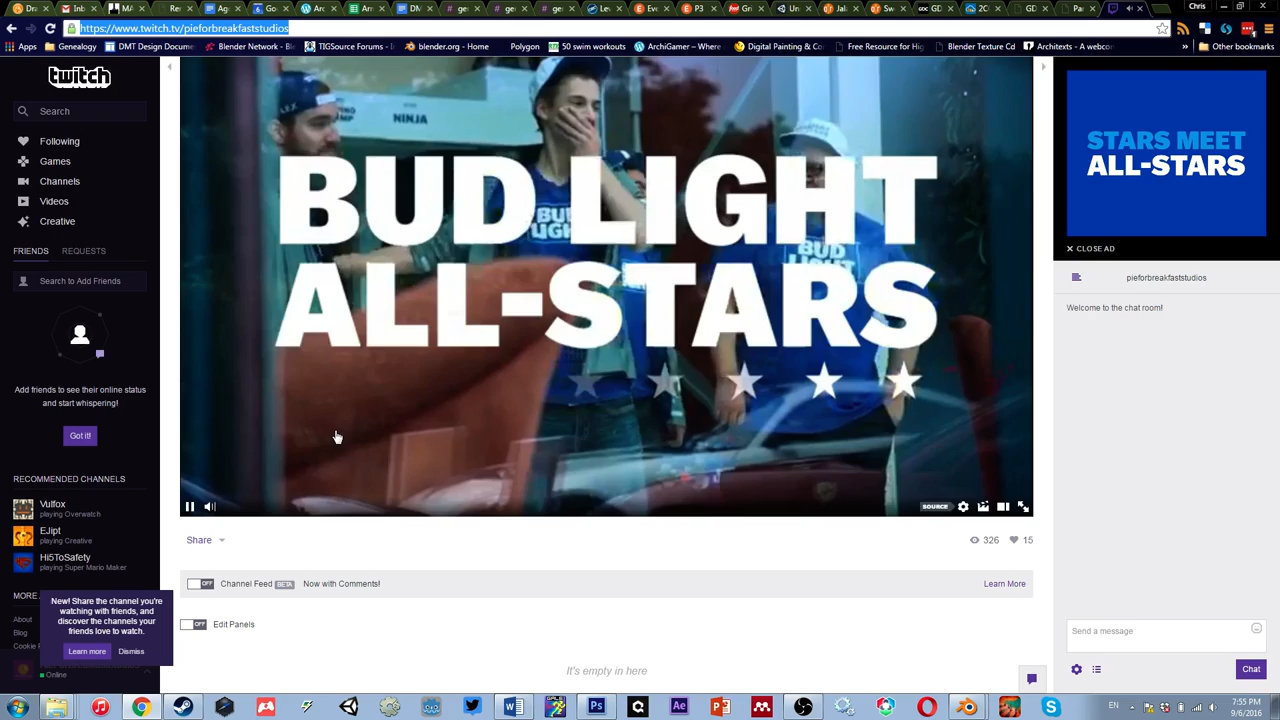 Chris
https://www.twitch.tv/pieforbreakfaststudios
Apps
Genealogy
DMT Design Docume
Blender Network - Bl
TIGSource Forums - I
blender.org - Home
Polygon
50 swim workouts
ArchiGamer – Where
Digital Painting & Co
Free Resource for Hig
Blender Texture Cd
Architexts - A webco
»
Other bookmarks
twitch
Search
Following
Games
Channels
Videos
Creative
FRIENDS REQUESTS
Search to Add Friends
Add friends to see their online status
and start whispering!
Got it!
RECOMMENDED CHANNELS
Vulfox
playing Overwatch
EJipt
playing Creative
Hi5ToSafety
playing Super Mario Maker
MORE
About
Blog
Cookie P
Online
New! Share the channel you're
watching with friends, and
discover the channels your
friends love to watch.
Learn more Dismiss
NINJA
BUD LIGHT
ALL-STARS
BUD
LIGHT
BUD
LIGHT
SOURCE
Share
326 15
OFF Channel Feed BETA Now with Comments!
Learn More
OFF Edit Panels
It's empty in here
STARS MEET
ALL-STARS
CLOSE AD
pieforbreakfaststudios
Welcome to the chat room!
Send a message
Chat
EN
7:55 PM
9/6/2016